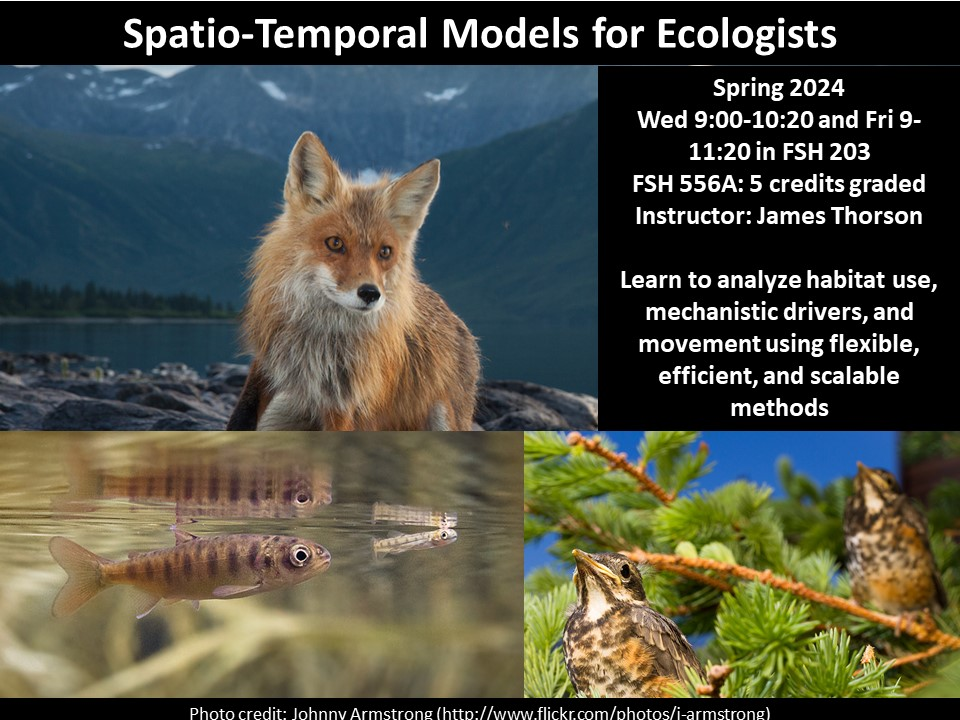 Spatio-Temporal Models for Ecologists
Spring 2024
Wed 9:00-10:20 and Fri 9-
11:20 in FSH 203
FSH 556A: 5 credits graded
Instructor: James Thorson
Learn to analyze habitat use,
mechanistic drivers, and
movement using flexible,
efficient, and scalable
methods
Photo credit: Johnny Armstrong (http://www.flickr.com/photos/j-armstrong)